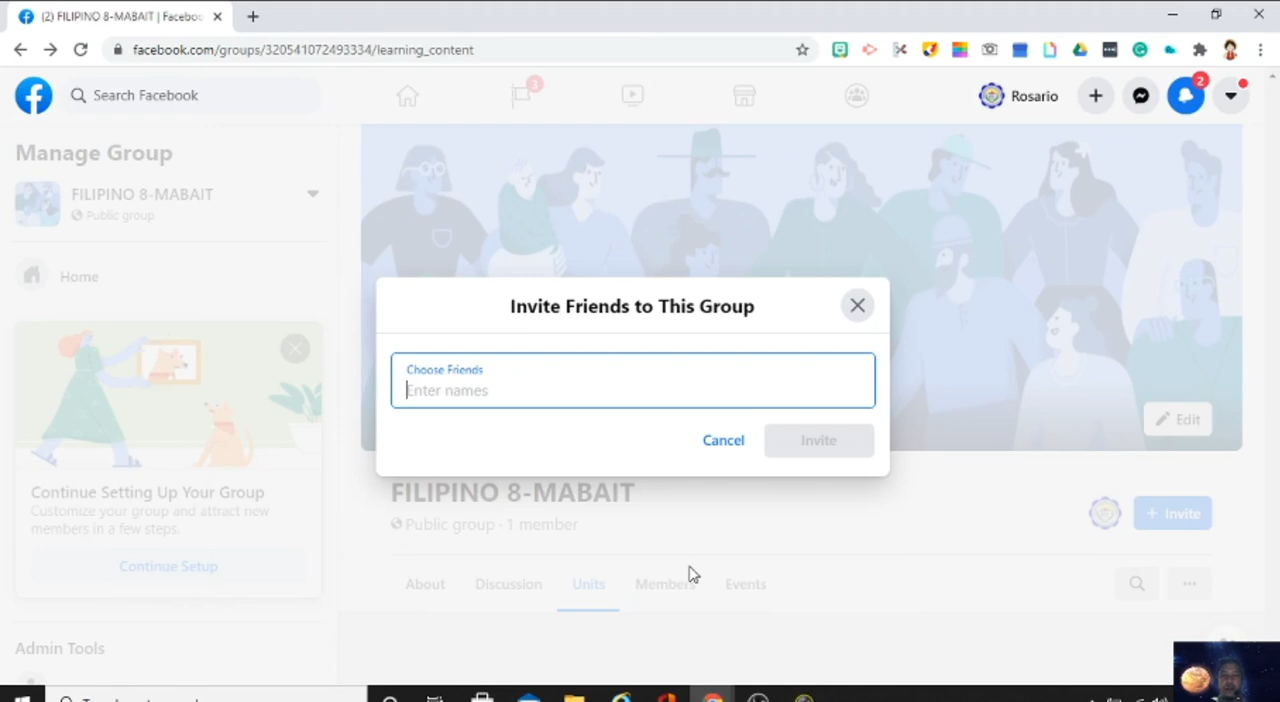 (2) FILIPINO 8-MABAIT | Faceboo
facebook.com/groups/320541072493334/learning_content
Search Facebook
3
Rosario
2
Manage Group
FILIPINO 8-MABAIT
Public group
Home
Continue Setting Up Your Group
Customize your group and attract new
members in a few steps.
Continue Setup
Admin Tools
Invite Friends to This Group
Choose Friends
Enter names
Cancel
Invite
Edit
FILIPINO 8-MABAIT
Public group · 1 member
+ Invite
About
Discussion
Units
Members
Events